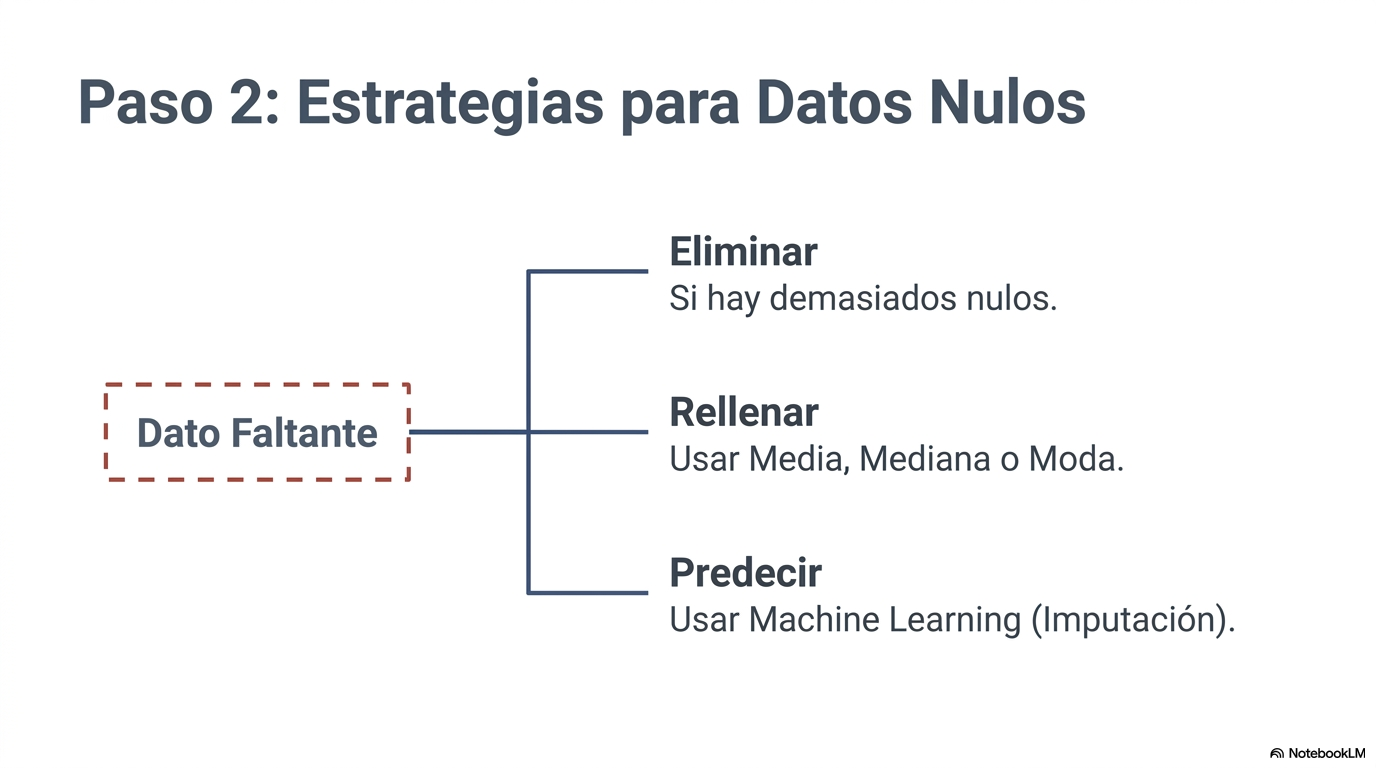 Paso 2: Estrategias para Datos Nulos
Dato Faltante
Eliminar
Si hay demasiados nulos.
Rellenar
Usar Media, Mediana o Moda.
Predecir
Usar Machine Learning (Imputación).
NotebookLM